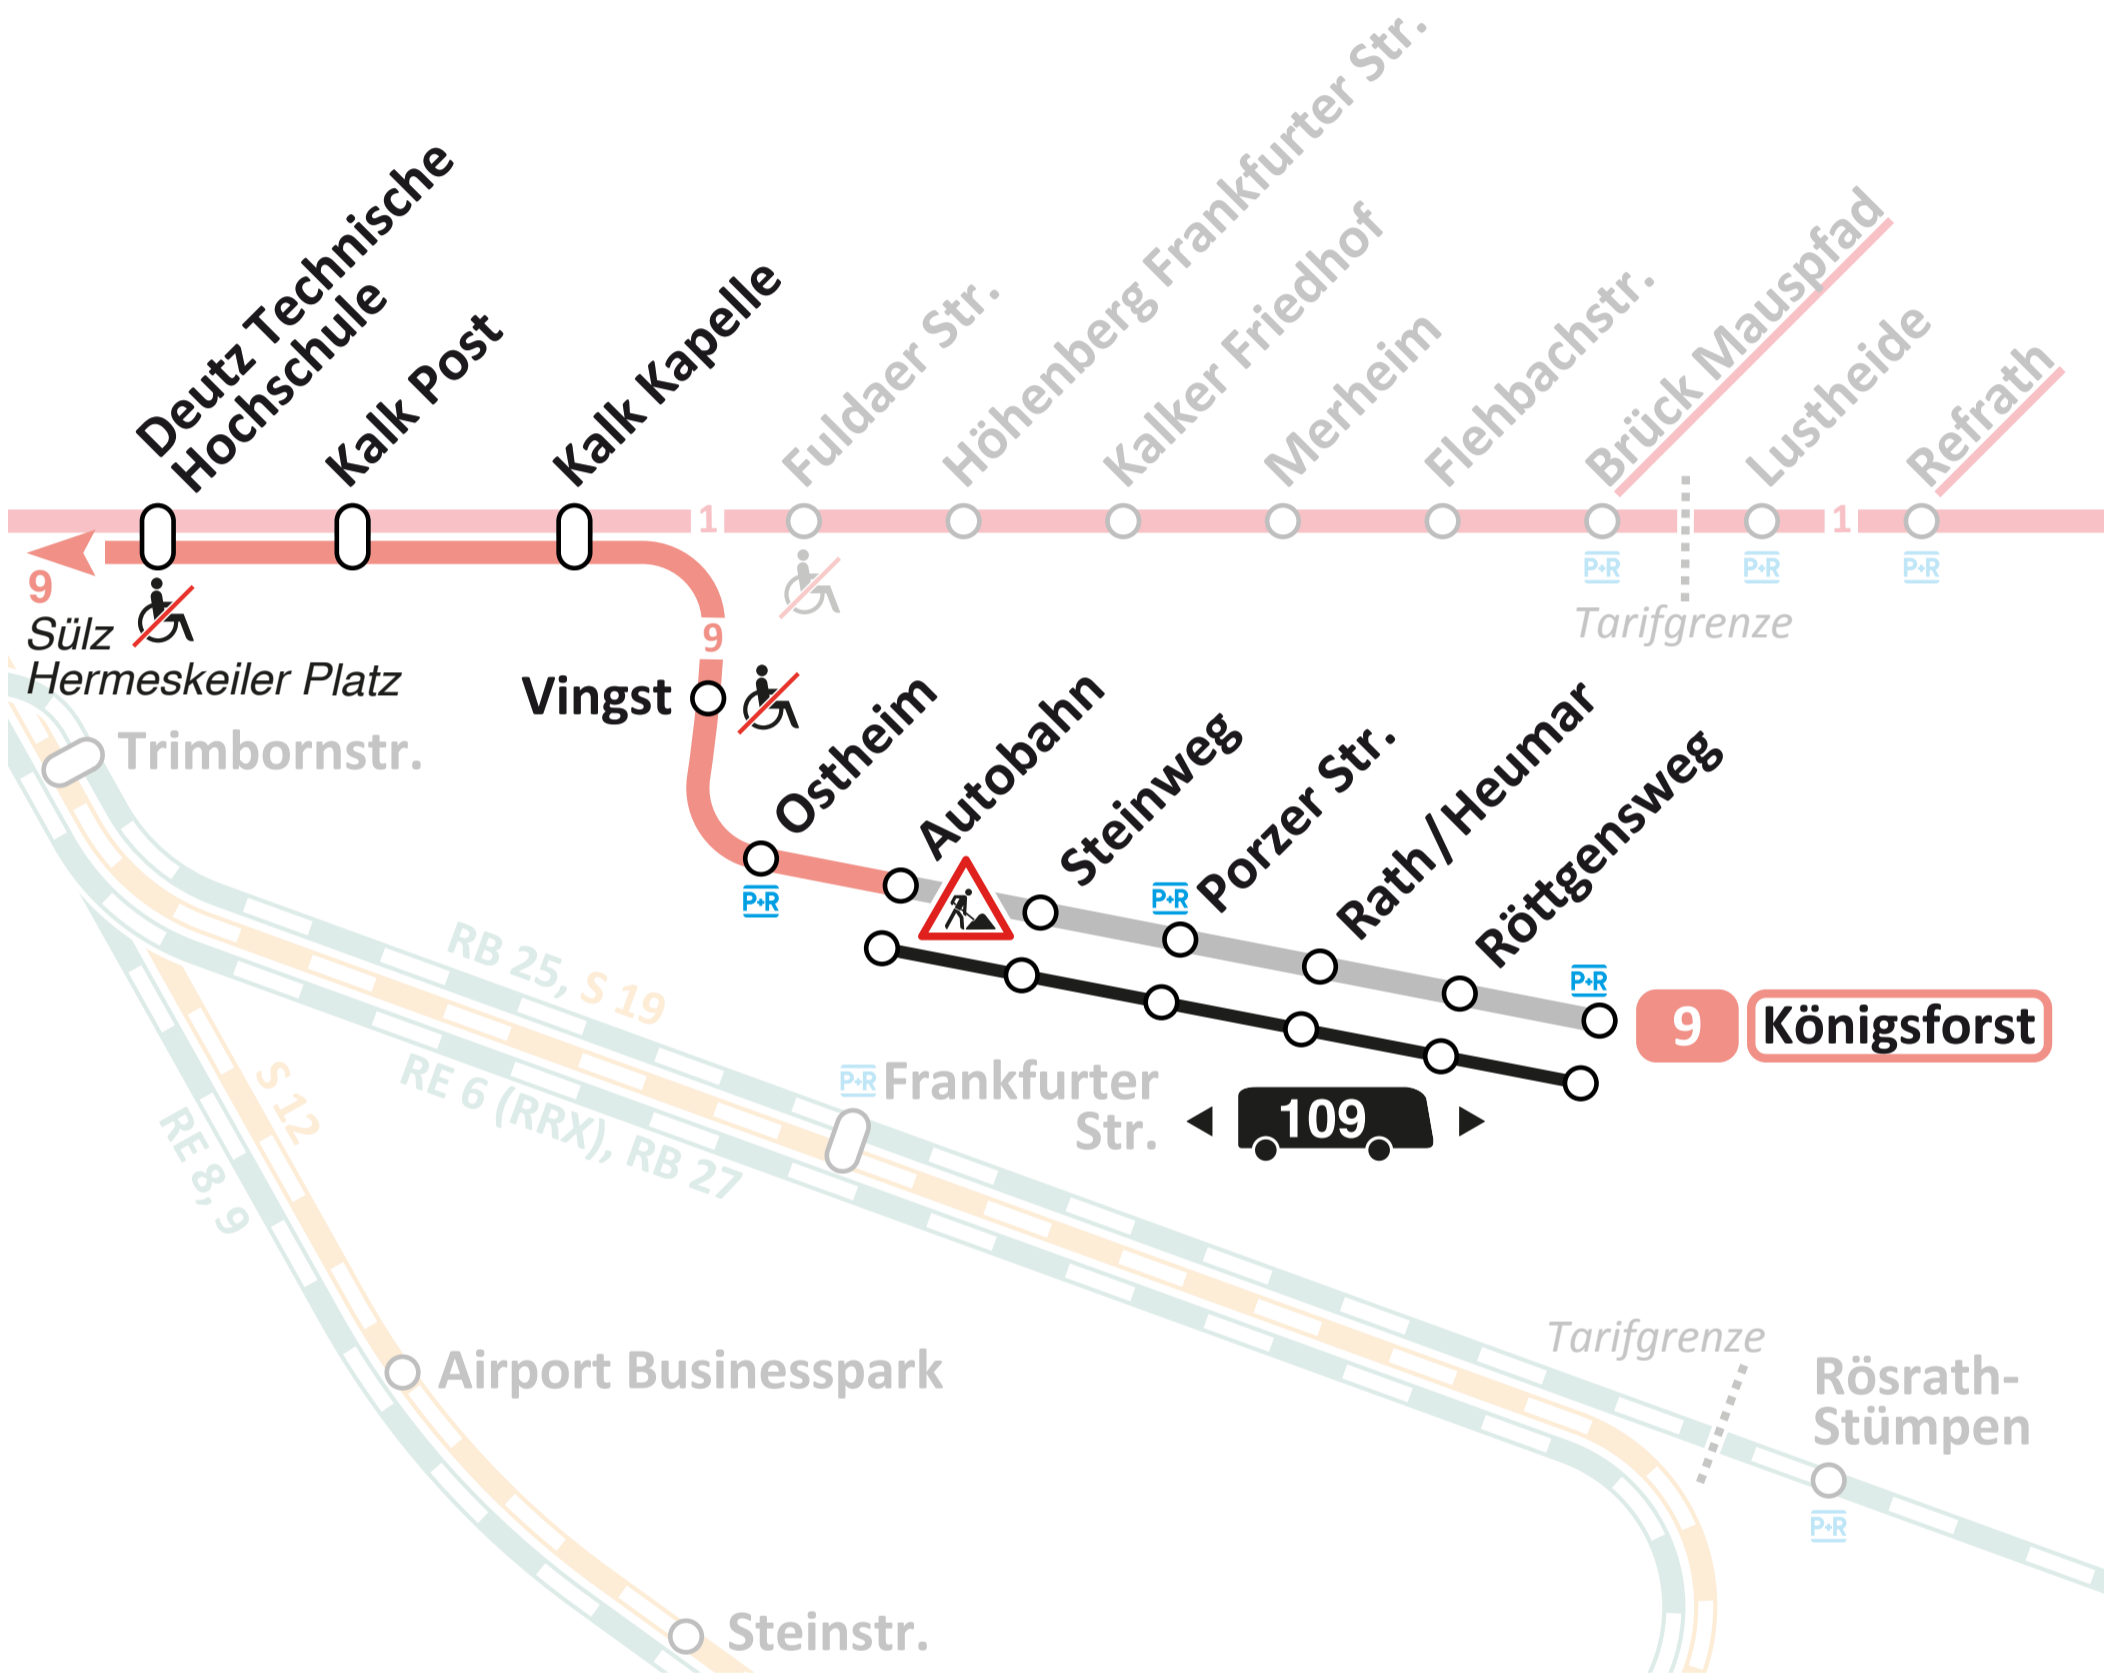 Deutz Technische
Hochschule
Kalk Post
Kalk Kapelle
Fuldaer Str.
Höhenberg Frankfurter Str.
Kalker Friedhof
Merheim
Flehbachstr.
Brück Mauspfad
Lustheide
Refrath
1
1
P+R
P+R
P+R
Tarifgrenze
9
Sülz
Hermeskeiler Platz
9
Vingst
Trimbornstr.
Ostheim
Autobahn
Steinweg
Porzer Str.
Rath/Heumar
Röttgensweg
P+R
P+R
P+R
9
Königsforst
RB 25, S 19
RE 6 (RRX), RB 27
S 12
RE 8, 9
P+R
Frankfurter
Str.
109
Airport Businesspark
Tarifgrenze
Rösrath-
Stümpen
P+R
Steinstr.